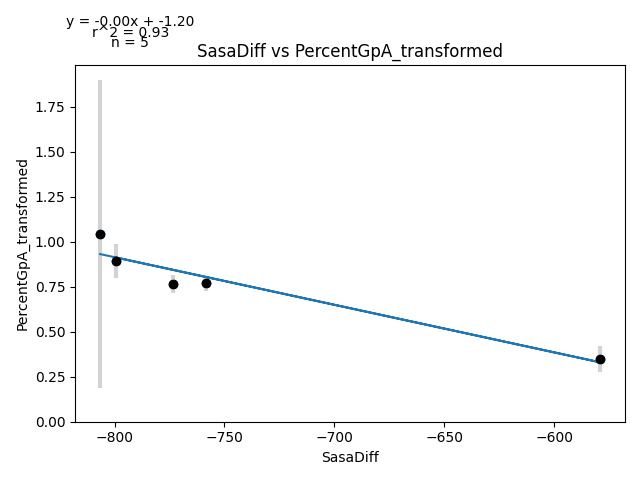 y = -0.00x + -1.20
r^2 = 0.93
n = 5
SasaDiff vs PercentGpA_transformed
PercentGpA_transformed
1.75
1.50
1.25
1.00
0.75
0.50
0.25
0.00
−800
−750
−700
−650
−600
SasaDiff